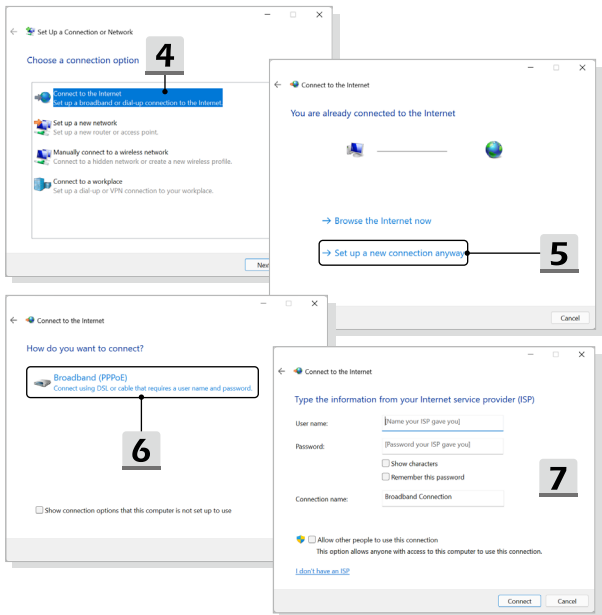 Set Up a Connection or Network
Choose a connection option
4
Connect to the Internet
Set up a broadband or dial-up connection to the Internet.
Set up a new network
Set up a new router or access point.
Manually connect to a wireless network
Connect to a hidden network or create a new wireless profile.
Connect to a workplace
Set up a dial-up or VPN connection to your workplace.
Connect to the Internet
You are already connected to the Internet
→ Browse the Internet now
→ Set up a new connection anyway
5
Cancel
Connect to the Internet
How do you want to connect?
Broadband (PPPoE)
Connect using DSL or cable that requires a user name and password.
6
Show connection options that this computer is not set up to use
Connect to the Internet
Type the information from your Internet service provider (ISP)
User name: [Name your ISP gave you]
Password: [Password your ISP gave you]
Show characters
Remember this password
7
Connection name: Broadband Connection
Allow other people to use this connection
This option allows anyone with access to this computer to use this connection.
I don't have an ISP
Connect Cancel